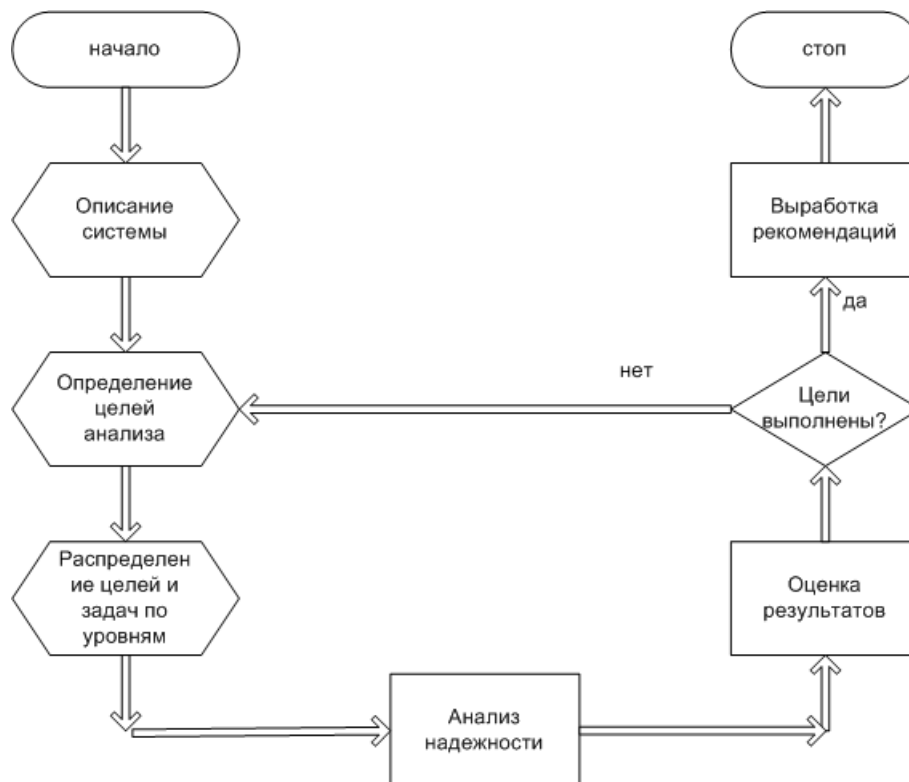 начало
Описание
системы
Определение
целей
анализа
Распределен
ие целей и
задач по
уровням
Анализ
надежности
Оценка
результатов
Цели
выполнены?
нет
да
Выработка
рекомендаций
стоп